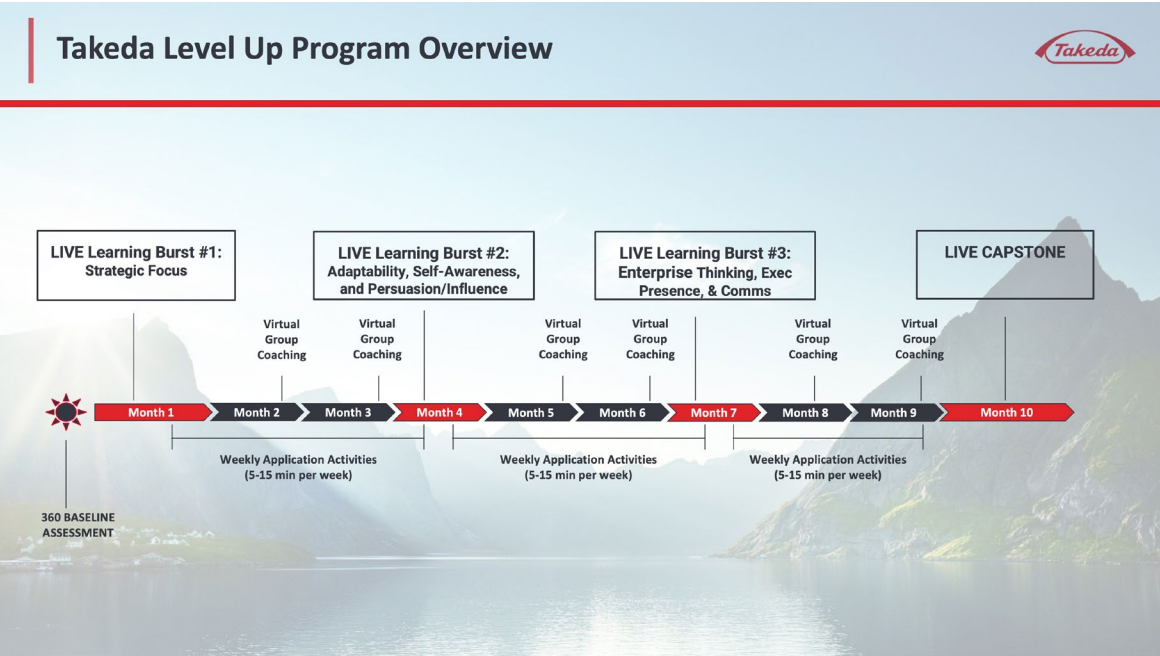 Takeda Level Up Program Overview
Takeda
LIVE Learning Burst #1:
Strategic Focus
LIVE Learning Burst #2:
Adaptability, Self-Awareness,
and Persuasion/Influence
LIVE Learning Burst #3:
Enterprise Thinking, Exec
Presence, & Comms
LIVE CAPSTONE
Virtual
Group
Coaching
Virtual
Group
Coaching
Virtual
Group
Coaching
Virtual
Group
Coaching
Virtual
Group
Coaching
Virtual
Group
Coaching
Month 1
Month 2
Month 3
Month 4
Month 5
Month 6
Month 7
Month 8
Month 9
Month 10
Weekly Application Activities
(5-15 min per week)
Weekly Application Activities
(5-15 min per week)
Weekly Application Activities
(5-15 min per week)
360 BASELINE
ASSESSMENT